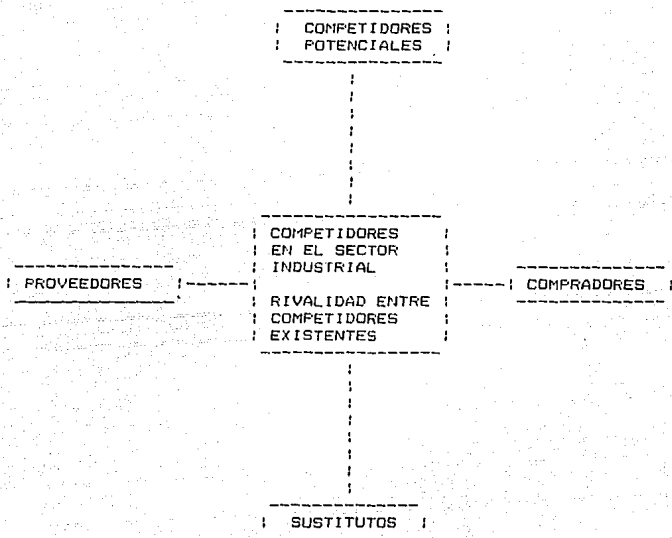 COMPETIDORES
POTENCIALES
COMPETIDORES
EN EL SECTOR
INDUSTRIAL
PROVEEDORES
COMPRADORES
RIVALIDAD ENTRE
COMPETIDORES
EXISTENTES
SUSTITUTOS